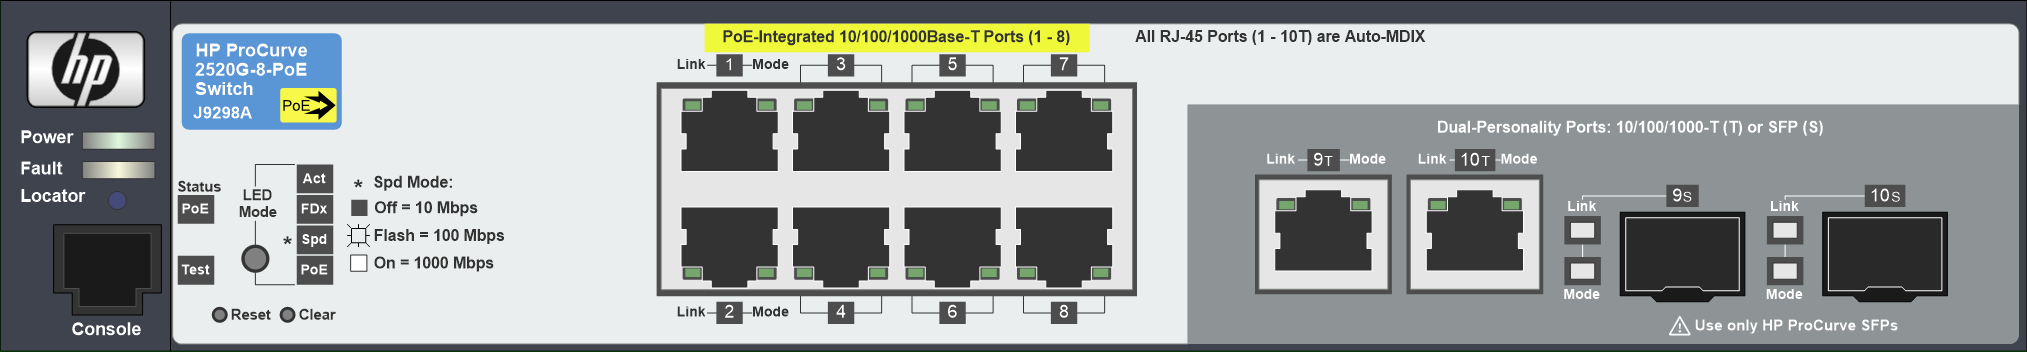 hp
Power
Fault
Locator
Console
HP ProCurve
2520G-8-PoE
Switch
J9298A
PoE
Status
PoE
Test
LED
Mode
Act
FDx
* Spd
PoE
Reset
Clear
* Spd Mode:
Off = 10 Mbps
Flash = 100 Mbps
On = 1000 Mbps
PoE-Integrated 10/100/1000Base-T Ports (1 - 8)
All RJ-45 Ports (1 - 10T) are Auto-MDIX
Link 1 Mode 3 5 7
Link 2 Mode 4 6 8
Dual-Personality Ports: 10/100/1000-T (T) or SFP (S)
Link 9T Mode
Link 10T Mode
9S
Link
Mode
10S
Link
Mode
Use only HP ProCurve SFPs